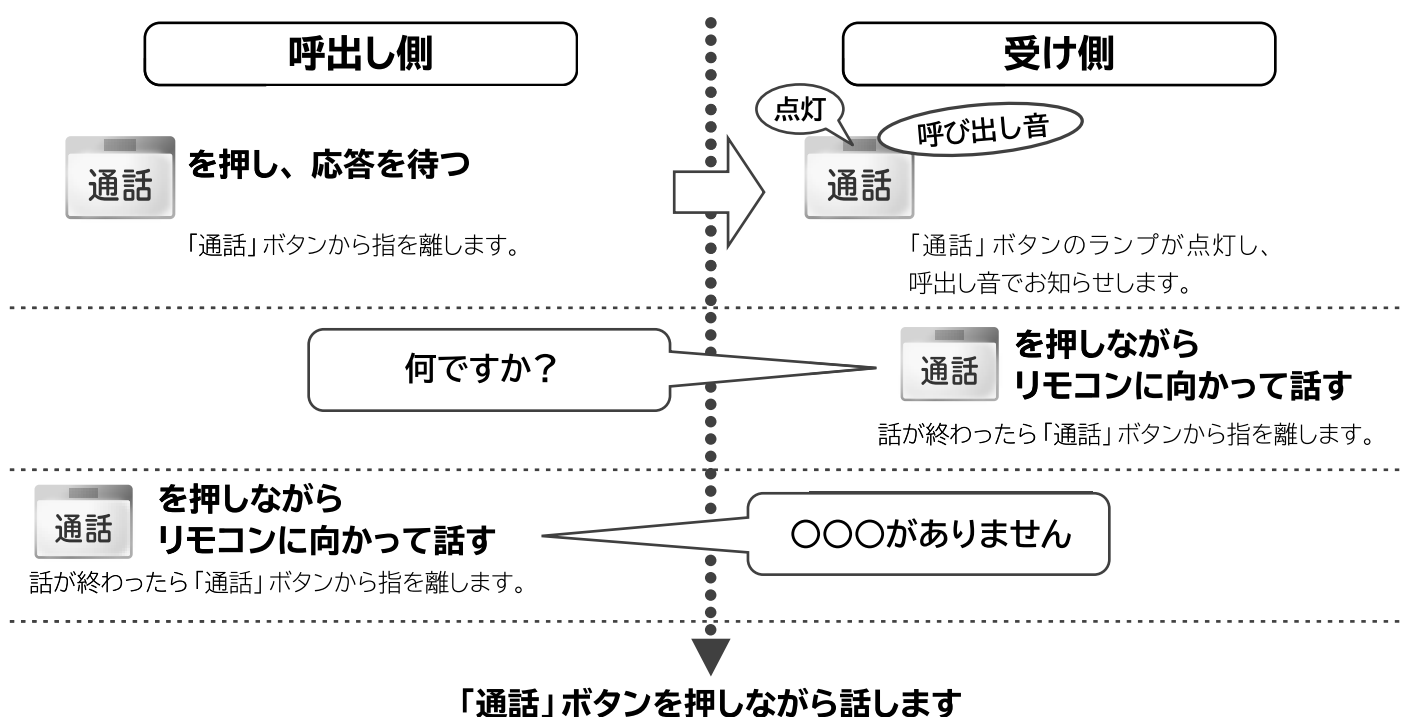 呼出し側
受け側
通話
を押し、応答を待つ
「通話」ボタンから指を離します。
点灯
呼び出し音
通話
「通話」ボタンのランプが点灯し、
呼出し音でお知らせします。
何ですか？
通話
を押しながら
リモコンに向かって話す
話が終わったら「通話」ボタンから指を離します。
通話
を押しながら
リモコンに向かって話す
話が終わったら「通話」ボタンから指を離します。
〇〇〇がありません
「通話」ボタンを押しながら話します